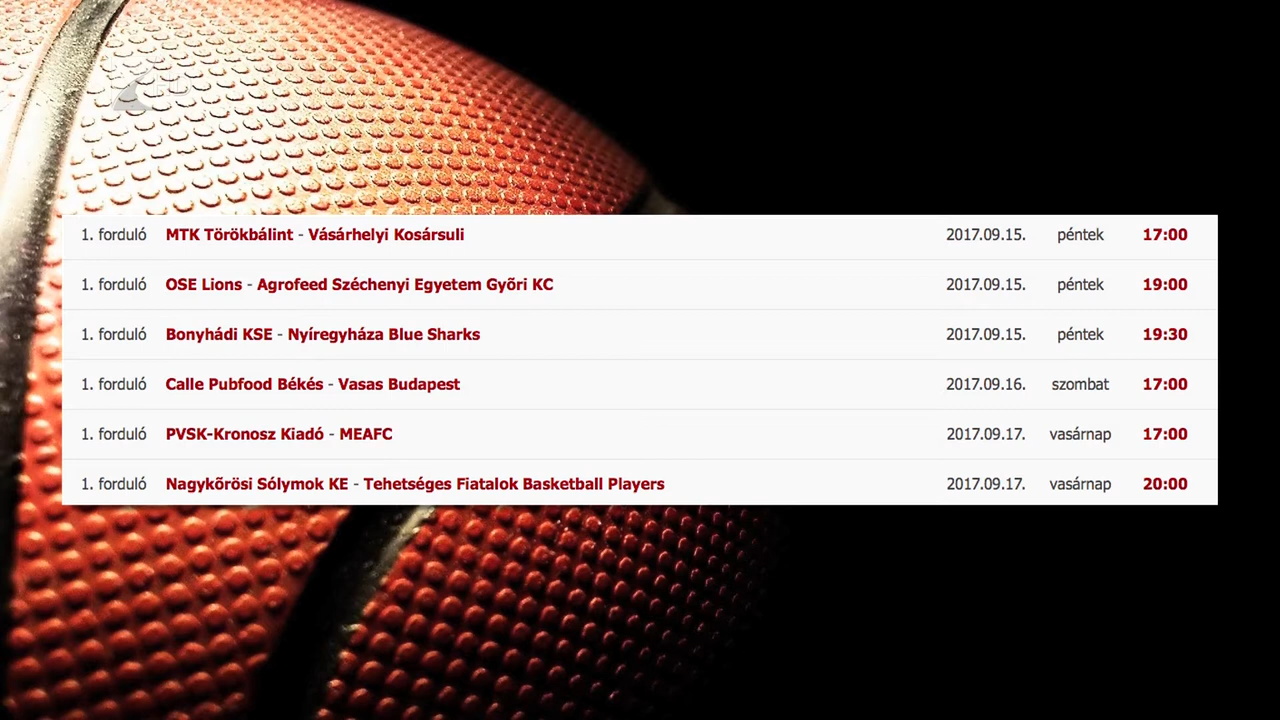 1. forduló MTK Törökbálint - Vásárhelyi Kosársuli 2017.09.15. péntek 17:00
1. forduló OSE Lions - Agrofeed Széchenyi Egyetem Győri KC 2017.09.15. péntek 19:00
1. forduló Bonyhádi KSE - Nyíregyháza Blue Sharks 2017.09.15. péntek 19:30
1. forduló Calle Pubfood Békés - Vasas Budapest 2017.09.16. szombat 17:00
1. forduló PVSK-Kronosz Kiadó - MEAFC 2017.09.17. vasárnap 17:00
1. forduló Nagykõrösi Sólymok KE - Tehetséges Fiatalok Basketball Players 2017.09.17. vasárnap 20:00